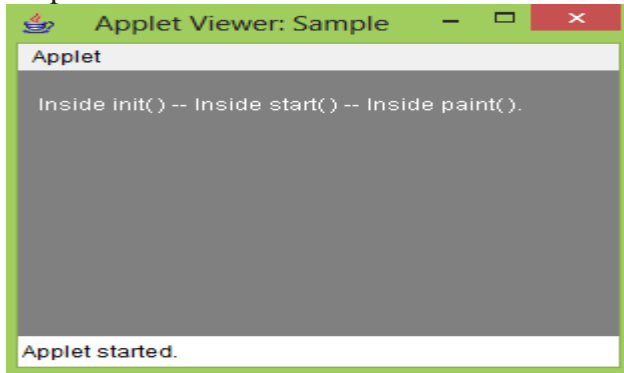 Applet Viewer: Sample
Applet
Inside init() -- Inside start() -- Inside paint().
Applet started.